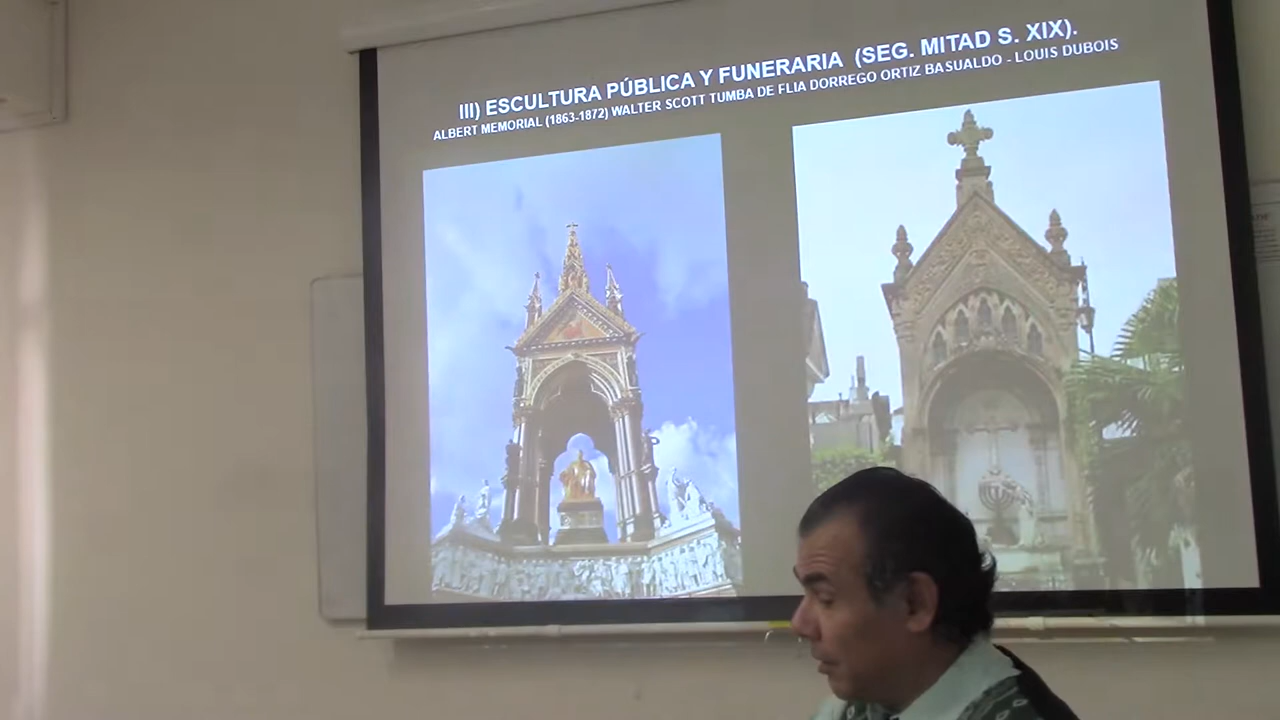 III) ESCULTURA PÚBLICA Y FUNERARIA (SEG. MITAD S. XIX).
ALBERT MEMORIAL (1863-1872) WALTER SCOTT TUMBA DE FLIA DORREGO ORTIZ BASUALDO - LOUIS DUBOIS